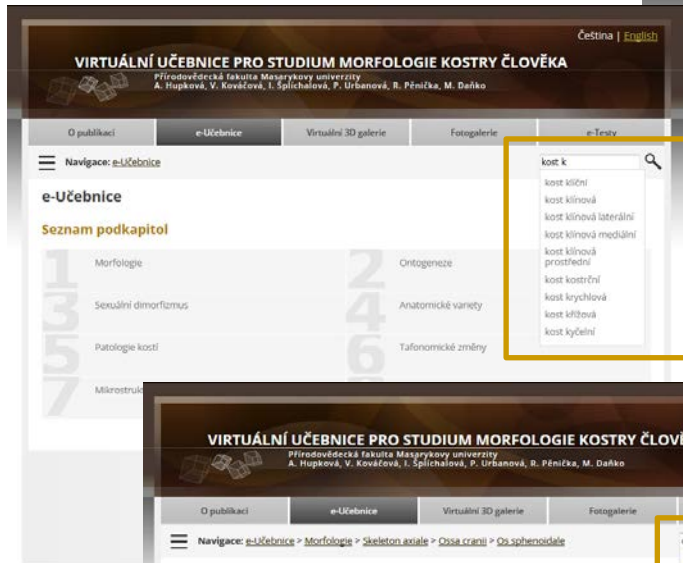 Čeština | English
VIRTUÁLNÍ UČEBNICE PRO STUDIUM MORFOLOGIE KOSTRY ČLOVĚKA
Přírodovědecká fakulta Masarykovy univerzity
A. Hupková, V. Kováčová, I. Šplíchalová, P. Urbanová, R. Pěnička, M. Daňko
O publikaci e-Učebnice Virtuální 3D galerie Fotogalerie e-Testy
Navigace: e-Učebnice
kost k
kost klíční
kost klínová
kost klínová laterální
kost klínová mediální
kost klínová
prostřední
kost kostrční
kost krychlová
kost křížová
kost kyčelní
e-Učebnice
Seznam podkapitol
1 Morfologie 2 Ontogeneze
3 Sexuální dimorfizmus 4 Anatomické variety
5 Patologie kostí 6 Tafonomické změny
7 Mikrostruk
VIRTUÁLNÍ UČEBNICE PRO STUDIUM MORFOLOGIE KOSTRY ČLOVĚ
Přírodovědecká fakulta Masarykovy univerzity
A. Hupková, V. Kováčová, I. Šplíchalová, P. Urbanová, R. Pěnička, M. Daňko
O publikaci e-Učebnice Virtuální 3D galerie Fotogalerie
Navigace: e-Učebnice > Morfologie > Skeleton axiale > Ossa cranii > Os sphenoidale